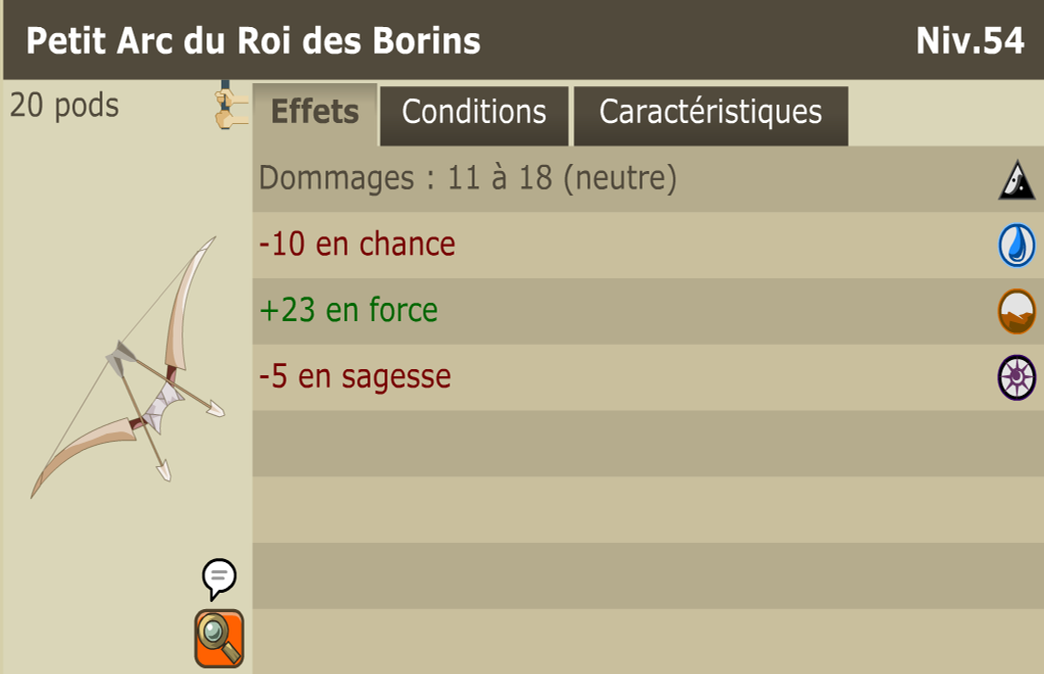 Petit Arc du Roi des Borins
Niv.54
20 pods
Effets
Conditions
Caractéristiques
Dommages : 11 à 18 (neutre)
-10 en chance
+23 en force
-5 en sagesse